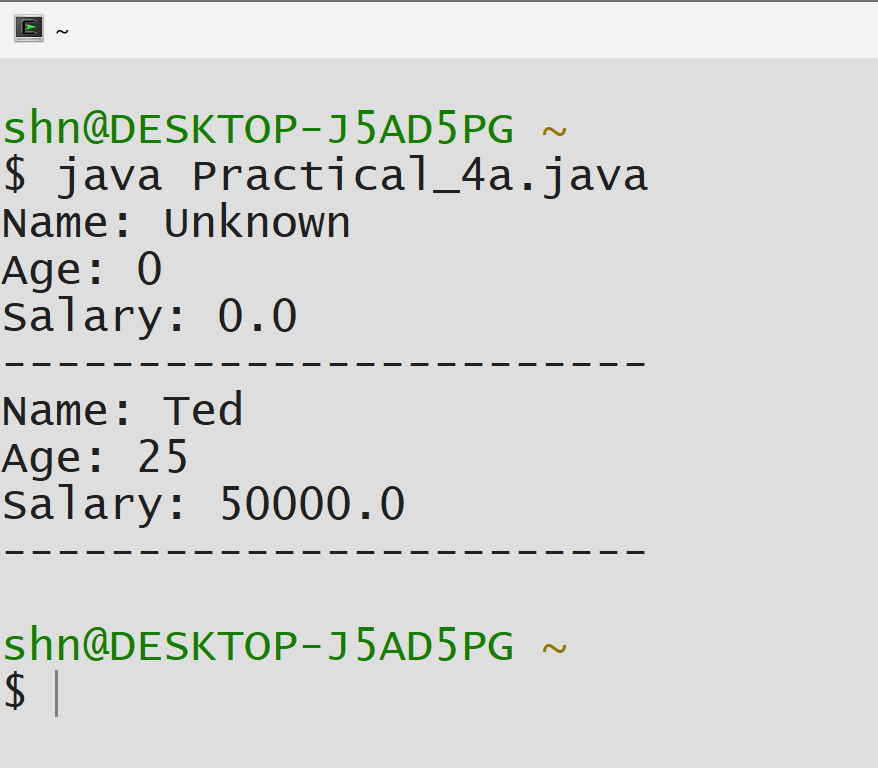 ~
shn@DESKTOP-J5AD5PG ~
$ java Practical_4a.java
Name: Unknown
Age: 0
Salary: 0.0
------------------------
Name: Ted
Age: 25
Salary: 50000.0
------------------------
shn@DESKTOP-J5AD5PG ~
$